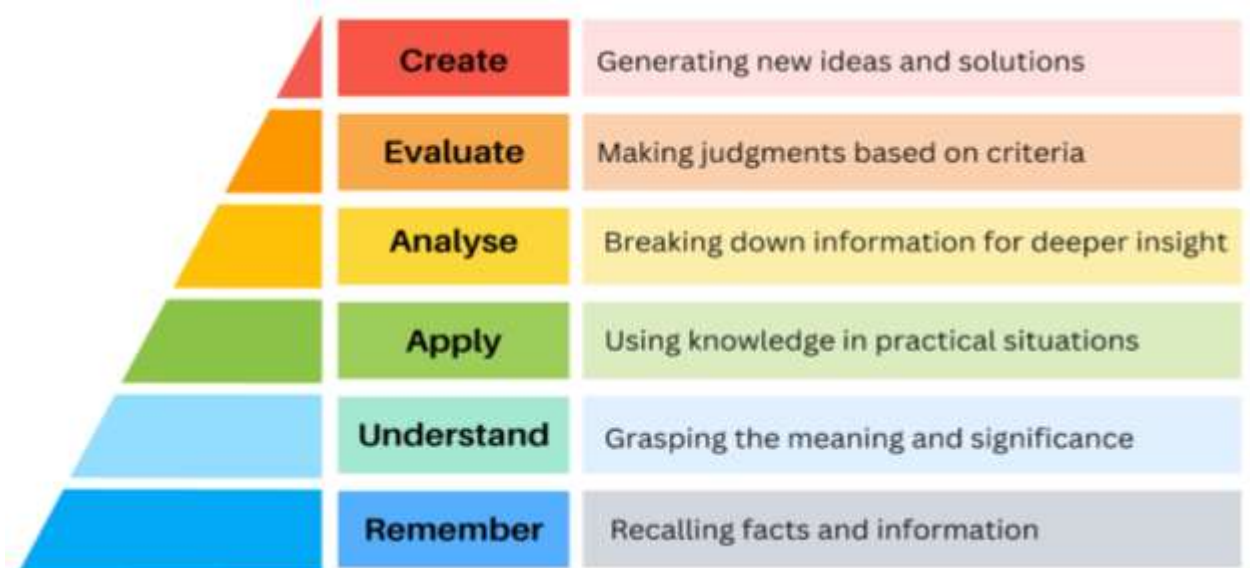 Create
Generating new ideas and solutions
Evaluate
Making judgments based on criteria
Analyse
Breaking down information for deeper insight
Apply
Using knowledge in practical situations
Understand
Grasping the meaning and significance
Remember
Recalling facts and information